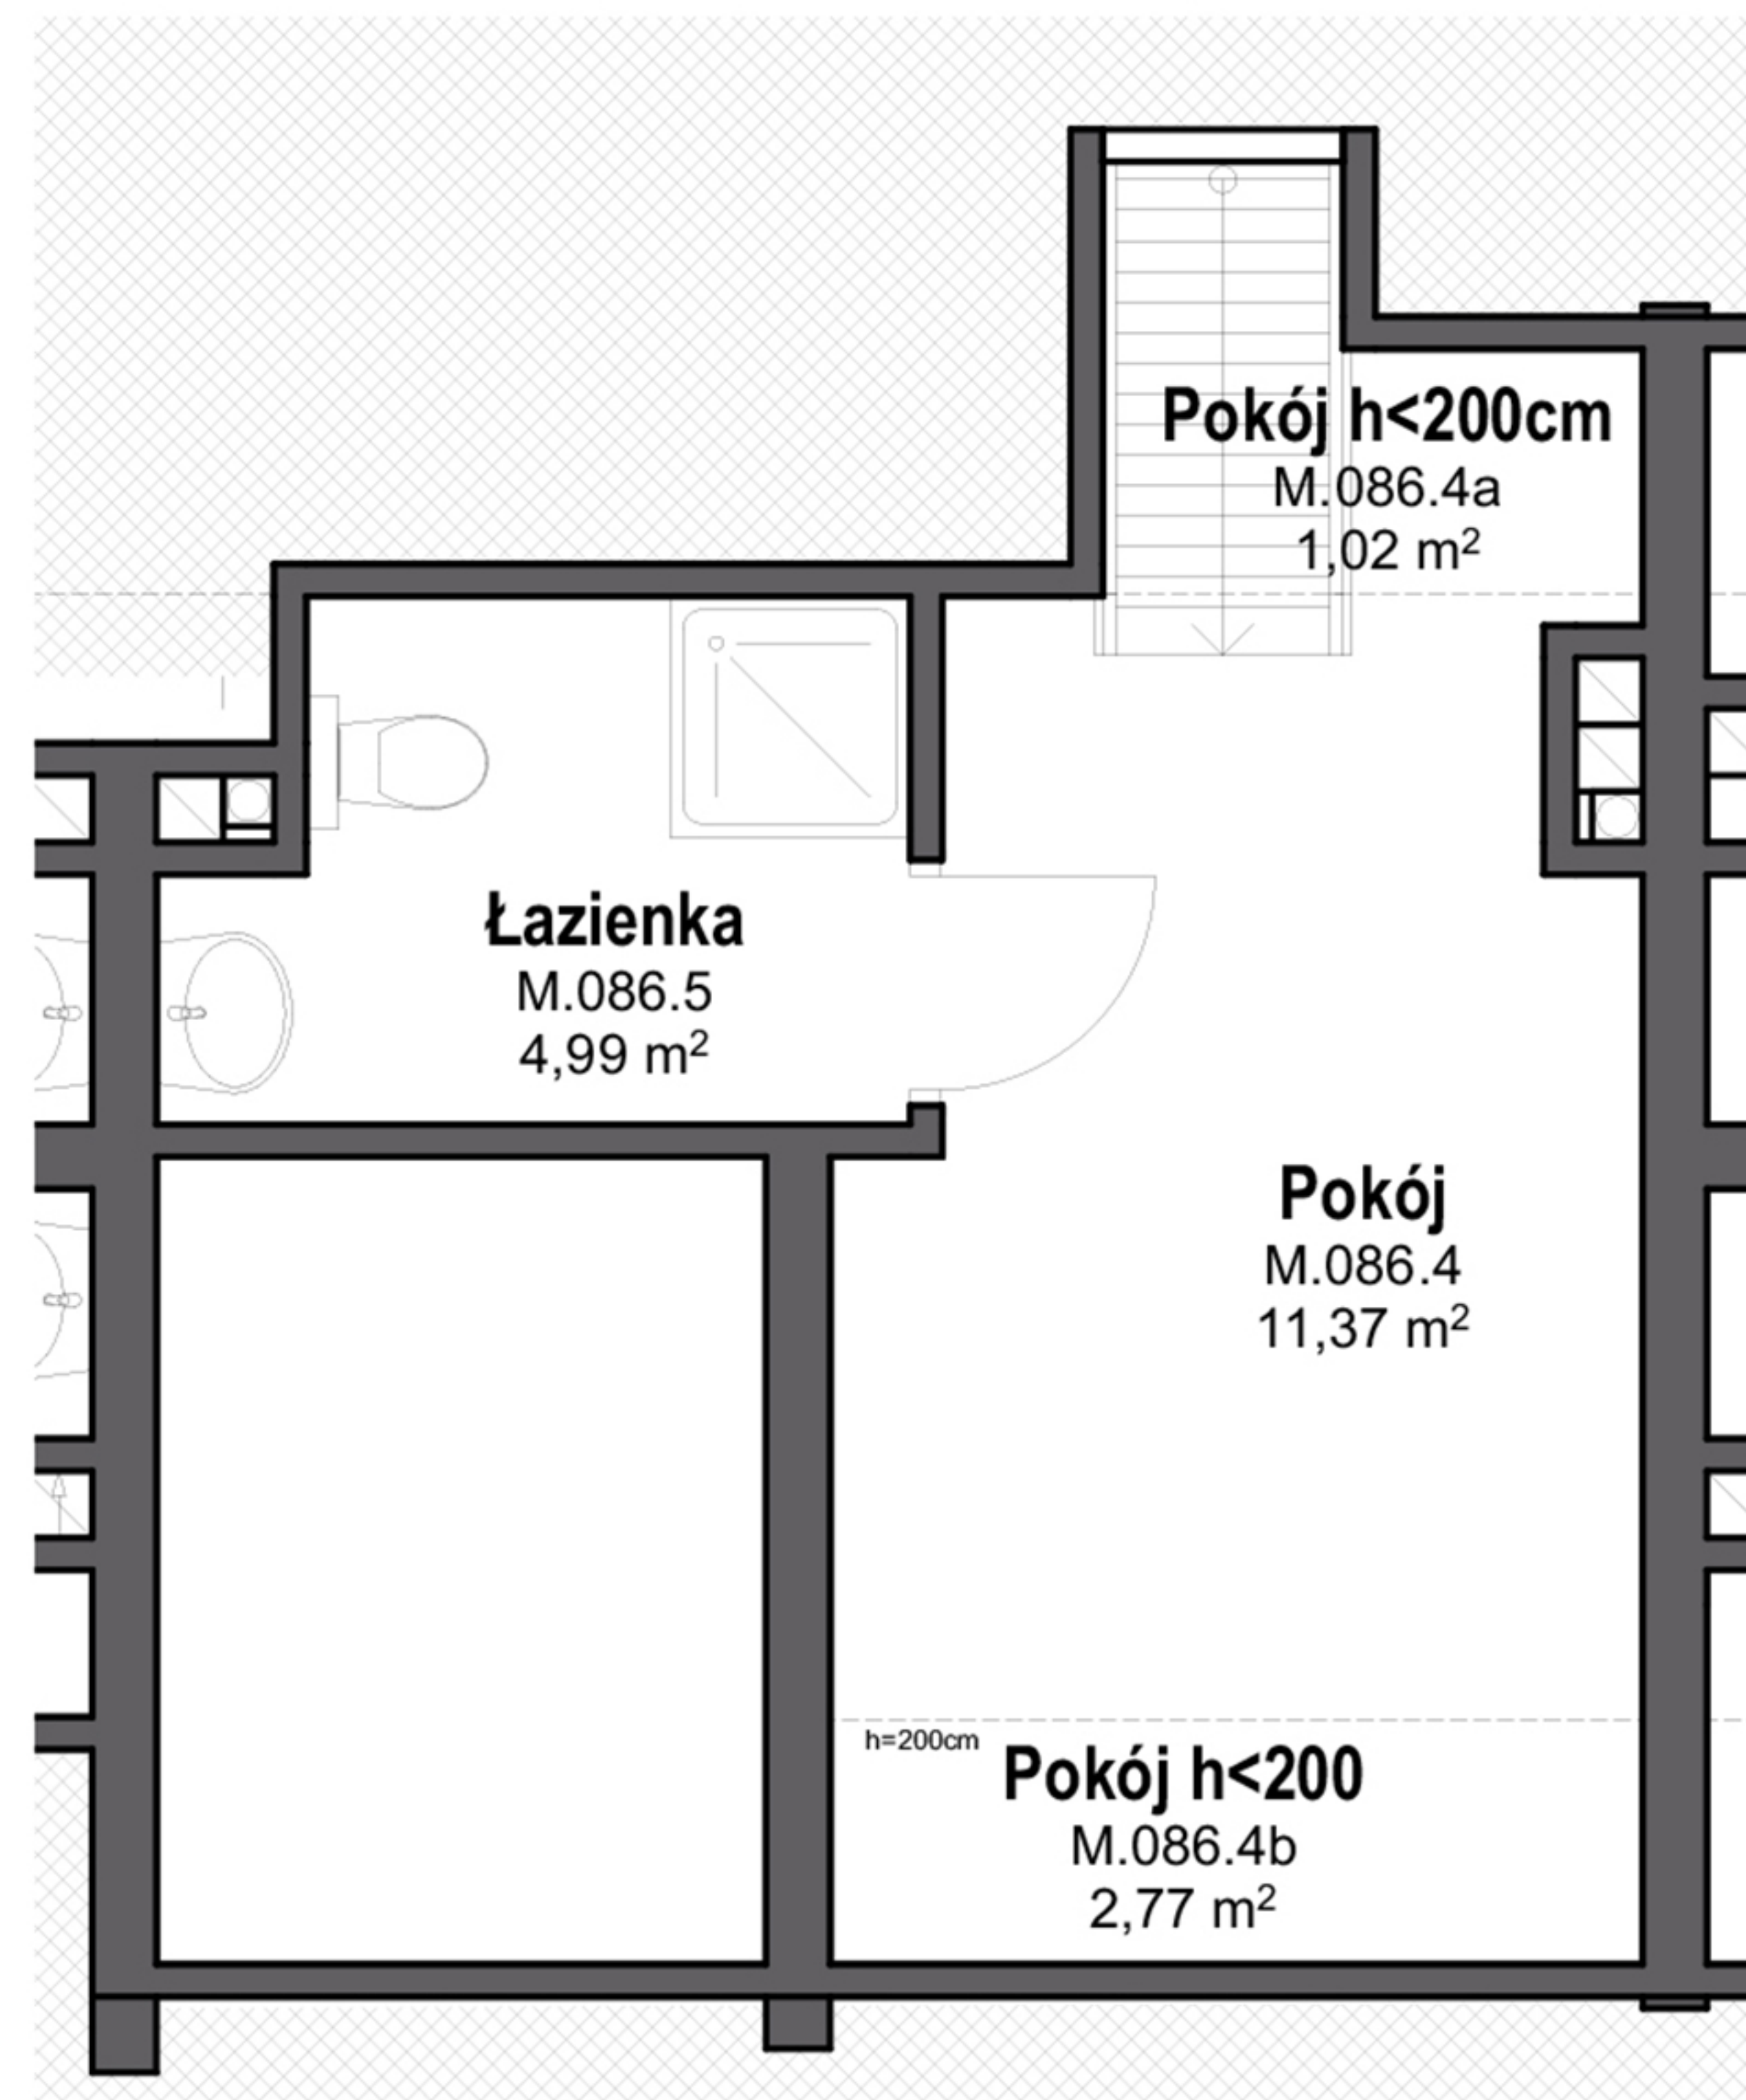 Pokój h<200cm
M.086.4a
1,02 m²
Łazienka
M.086.5
4,99 m²
Pokój
M.086.4
11,37 m²
h=200cm
Pokój h<200
M.086.4b
2,77 m²